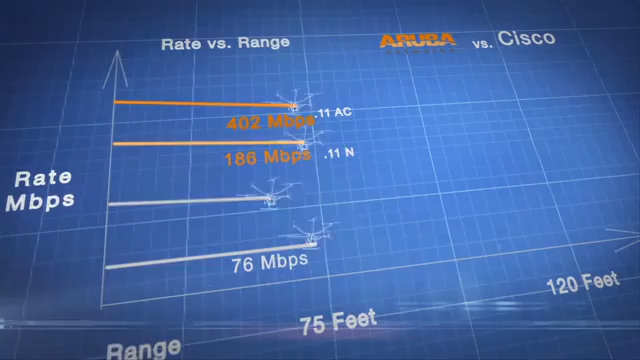 Rate vs. Range
ARUBA vs. Cisco
402 Mbps .11 AC
186 Mbps .11 N
Rate
Mbps
76 Mbps
75 Feet
120 Feet
Range